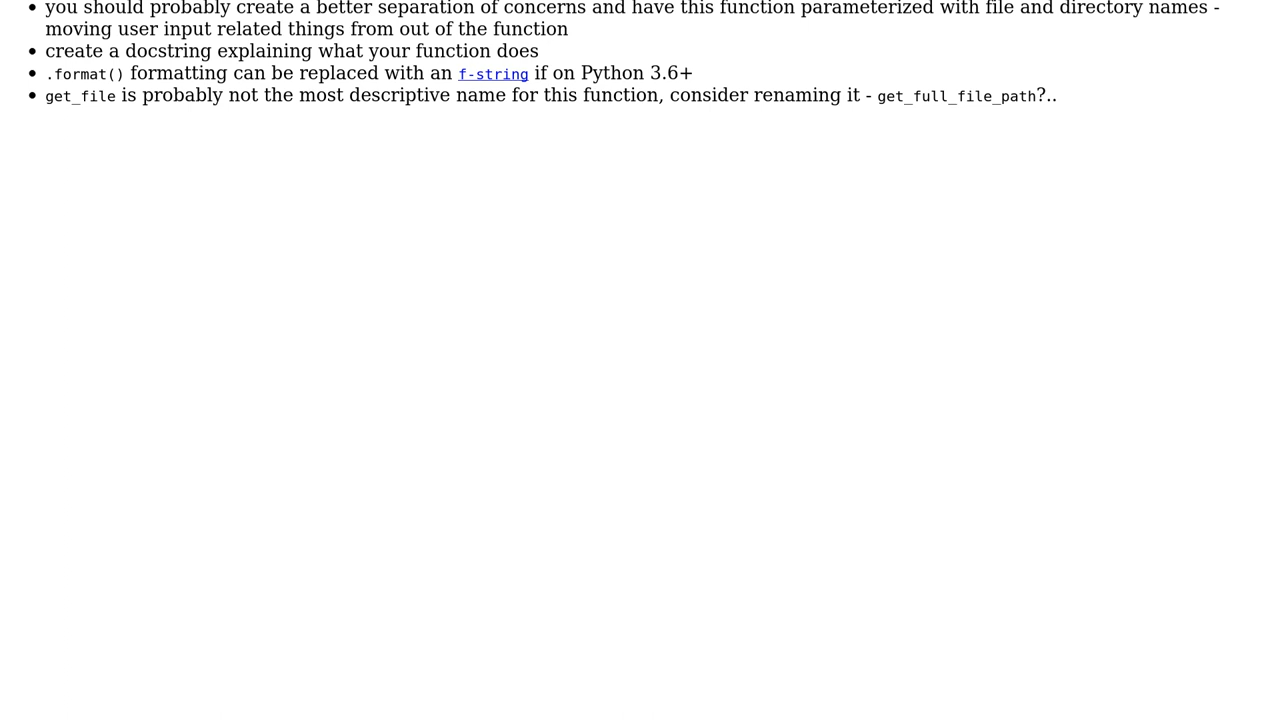 • you should probably create a better separation of concerns and have this function parameterized with file and directory names -
moving user input related things from out of the function
• create a docstring explaining what your function does
• .format() formatting can be replaced with an f-string if on Python 3.6+
• get_file is probably not the most descriptive name for this function, consider renaming it - get_full_file_path?..